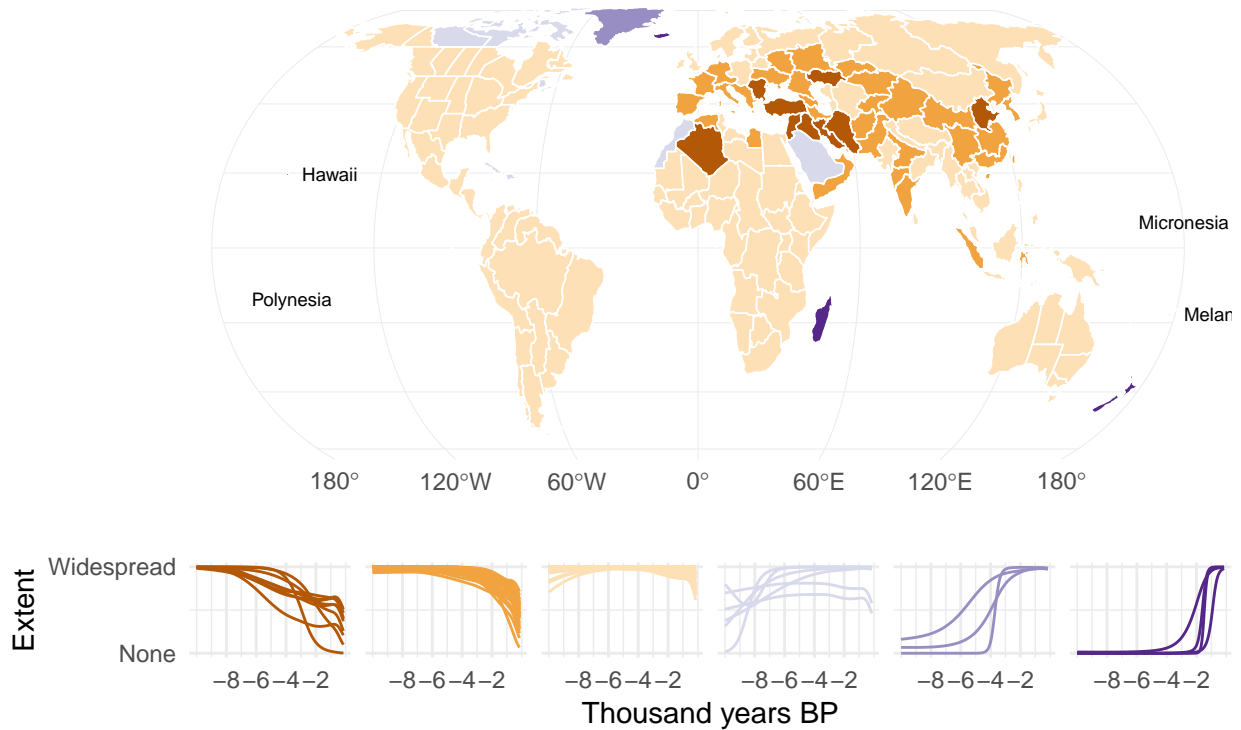 Hawaii
Micronesia
Polynesia
Melan
180° 120°W 60°W 0° 60°E 120°E 180°
Extent
Widespread
None
−8−6−4−2 −8−6−4−2 −8−6−4−2 −8−6−4−2 −8−6−4−2 −8−6−4−2
Thousand years BP